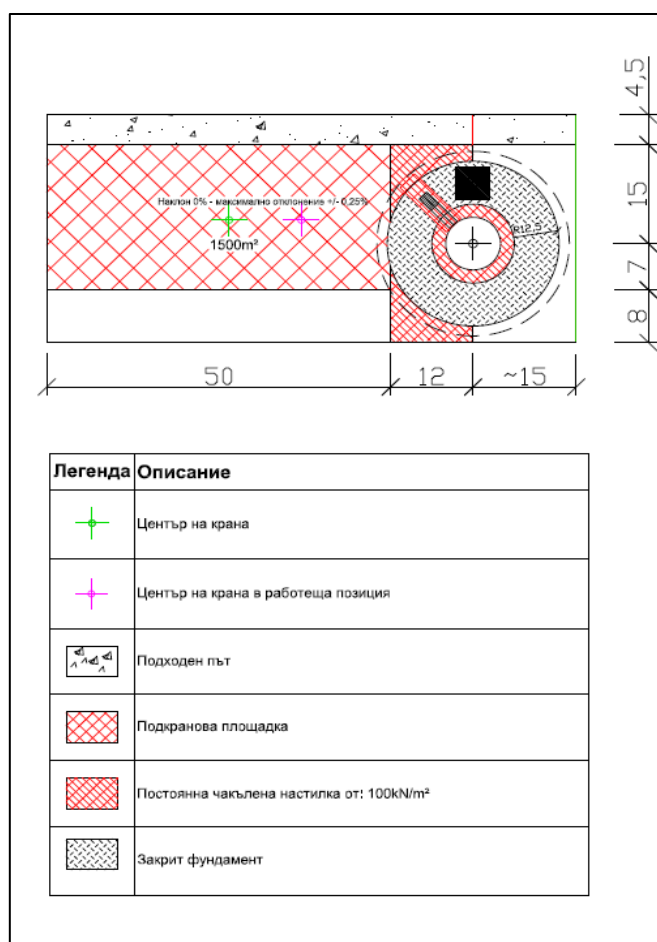 4,5
Наклон 0% - максимално отклонение +/- 0,25%
1500m²
R12,5
15
7
8
50
12
~15
Легенда Описание
Център на крана
Център на крана в работеща позиция
Подходен път
Подкранова площадка
Постоянна чакълена настилка от: 100kN/m²
Закрит фундамент